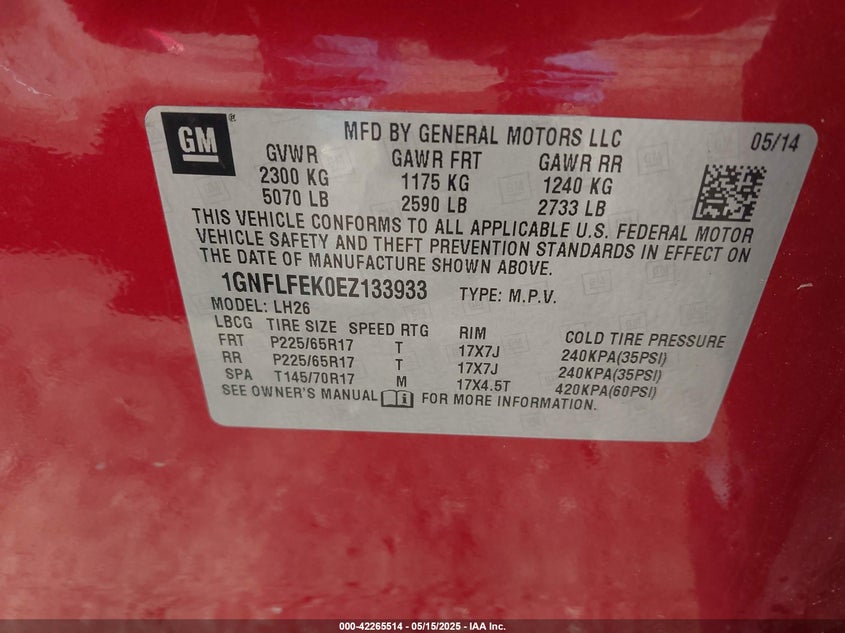 GM ® MFD BY GENERAL MOTORS LLC 05/14
GVWR GAWR FRT GAWR RR
2300 KG 1175 KG 1240 KG
5070 LB 2590 LB 2733 LB
THIS VEHICLE CONFORMS TO ALL APPLICABLE U.S. FEDERAL MOTOR
VEHICLE SAFETY AND THEFT PREVENTION STANDARDS IN EFFECT ON
THE DATE OF MANUFACTURE SHOWN ABOVE.
1GNFLFEK0EZ133933 TYPE: M.P.V.
MODEL: LH26
LBCG TIRE SIZE SPEED RTG RIM COLD TIRE PRESSURE
FRT P225/65R17 T 17X7J 240KPA(35PSI)
RR P225/65R17 T 17X7J 240KPA(35PSI)
SPA T145/70R17 M 17X4.5T 420KPA(60PSI)
SEE OWNER'S MANUAL FOR MORE INFORMATION.
000-42265514 - 05/15/2025 - IAA Inc.